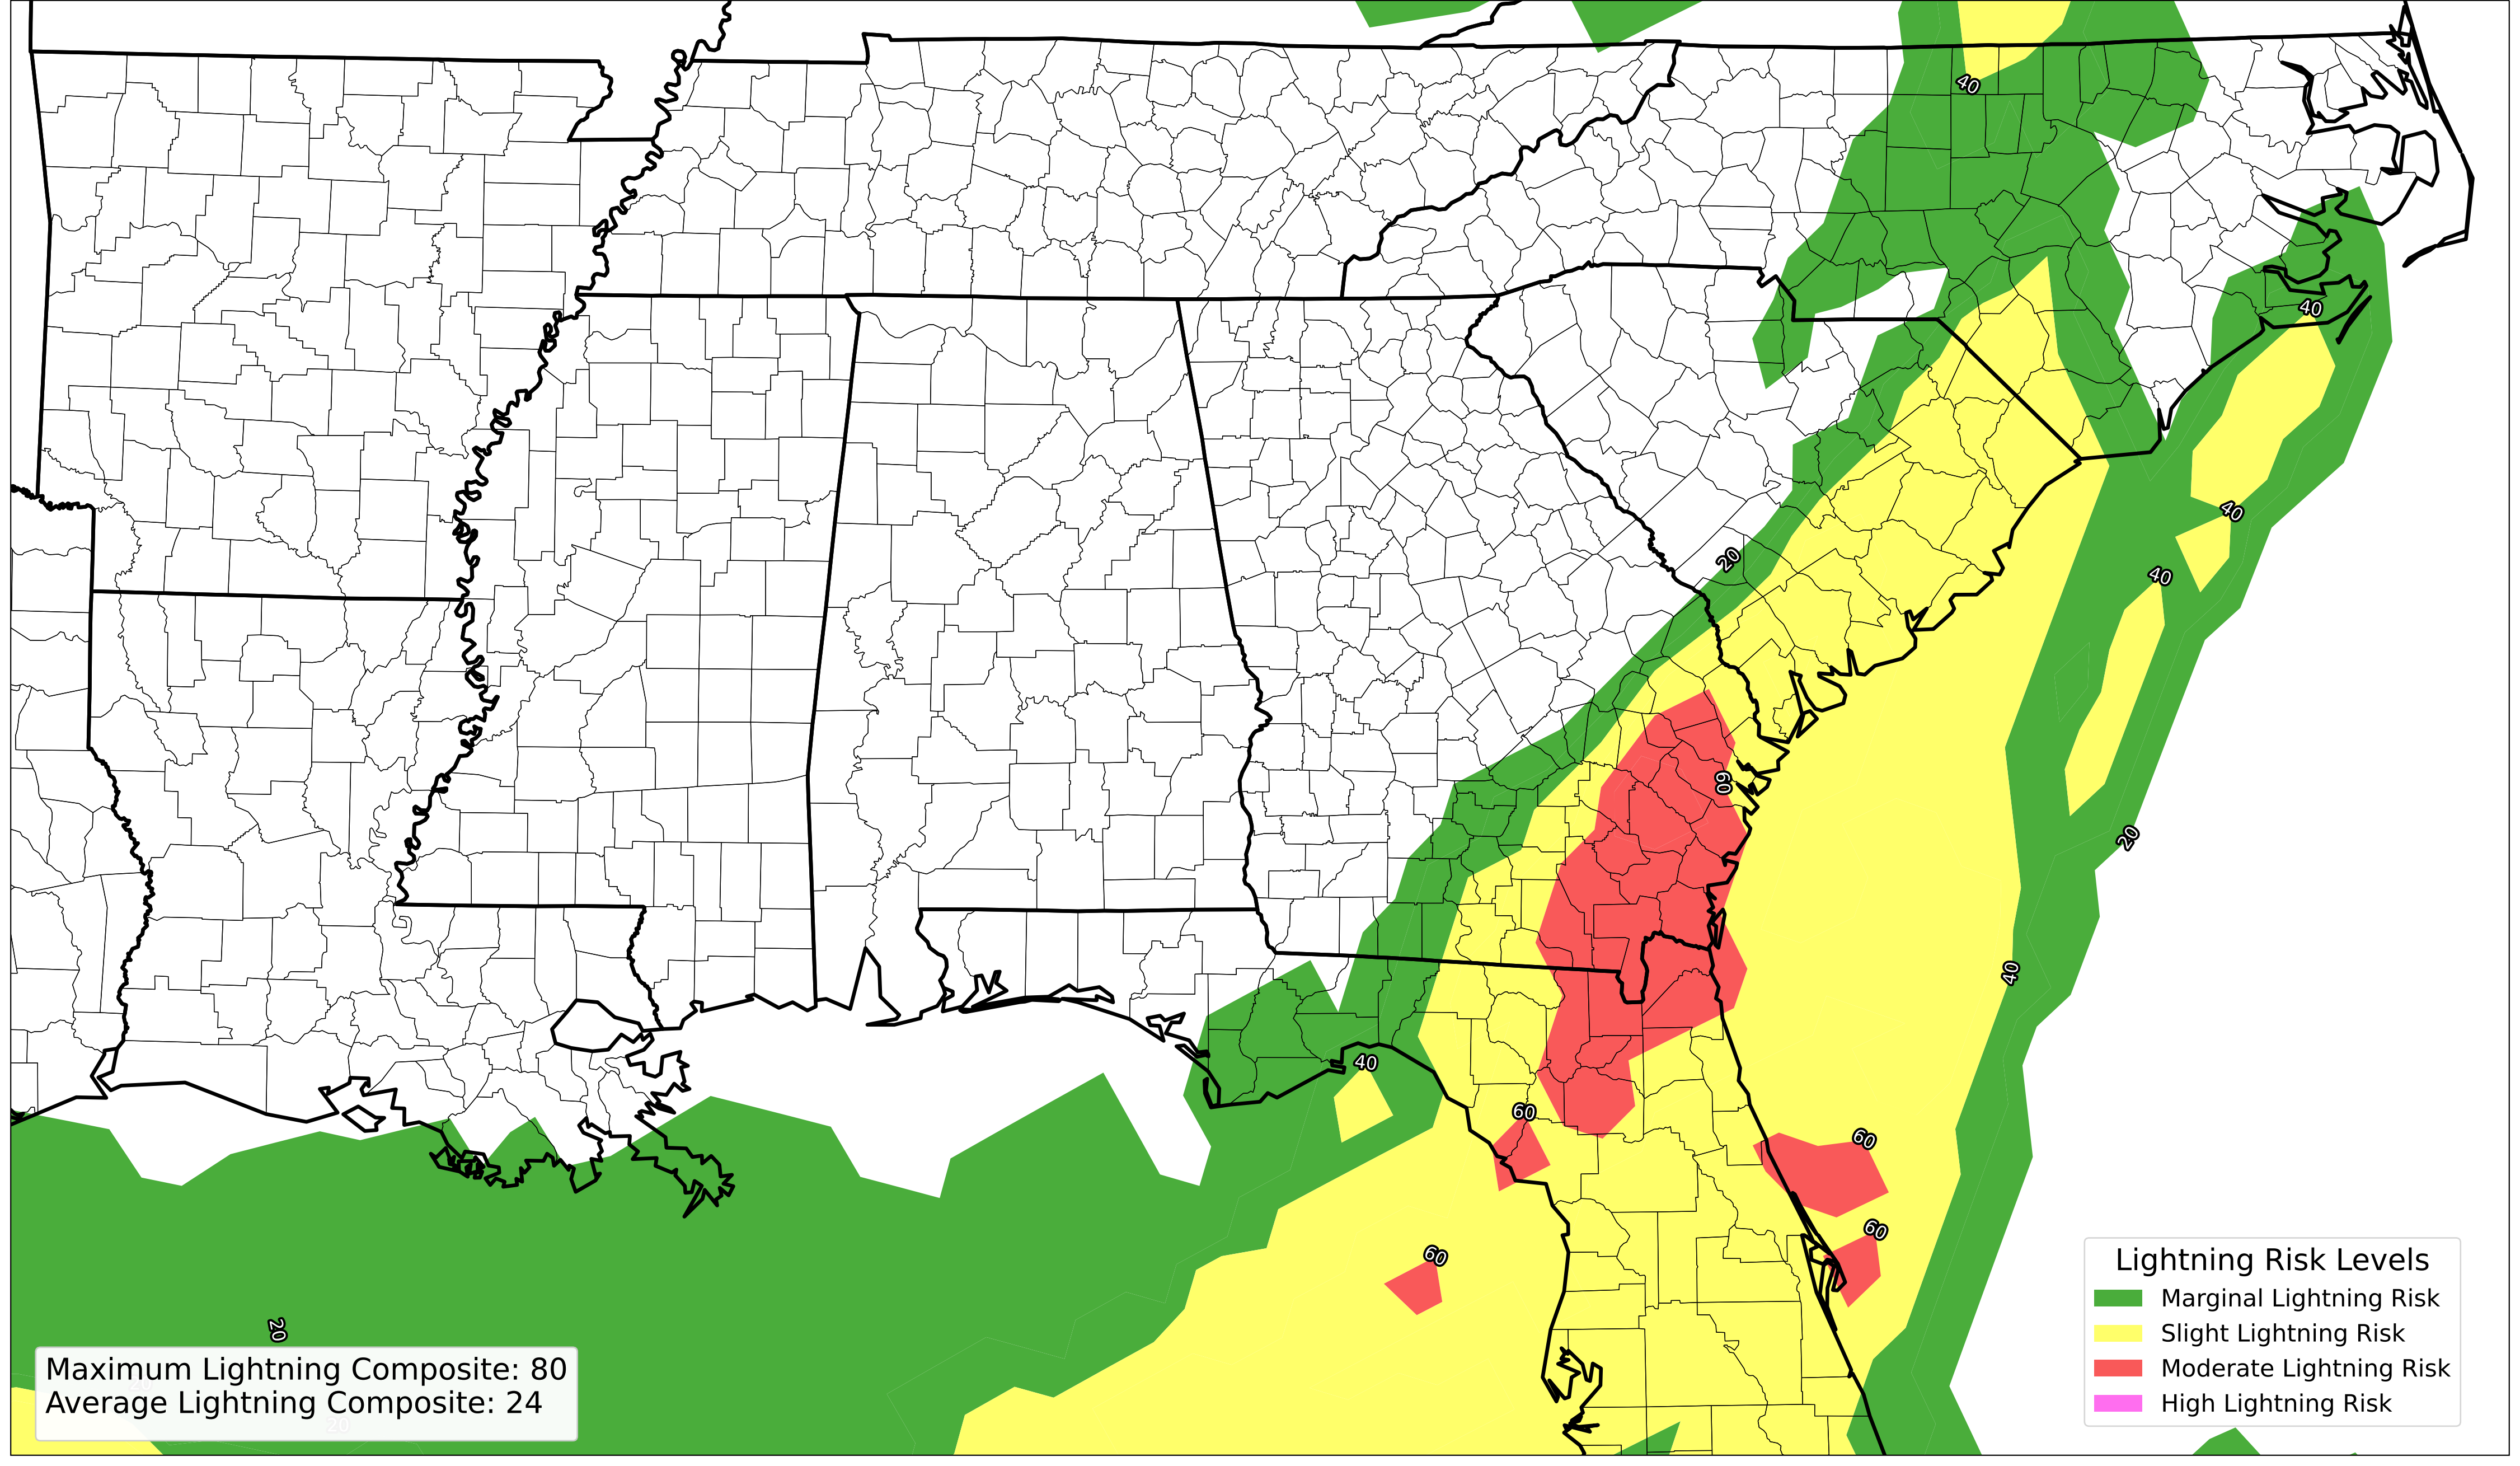 40
40
40
20
40
60
20
40
40
60
60
60
60
20
Lightning Risk Levels
Marginal Lightning Risk
Slight Lightning Risk
Moderate Lightning Risk
High Lightning Risk
Maximum Lightning Composite: 80
Average Lightning Composite: 24
20